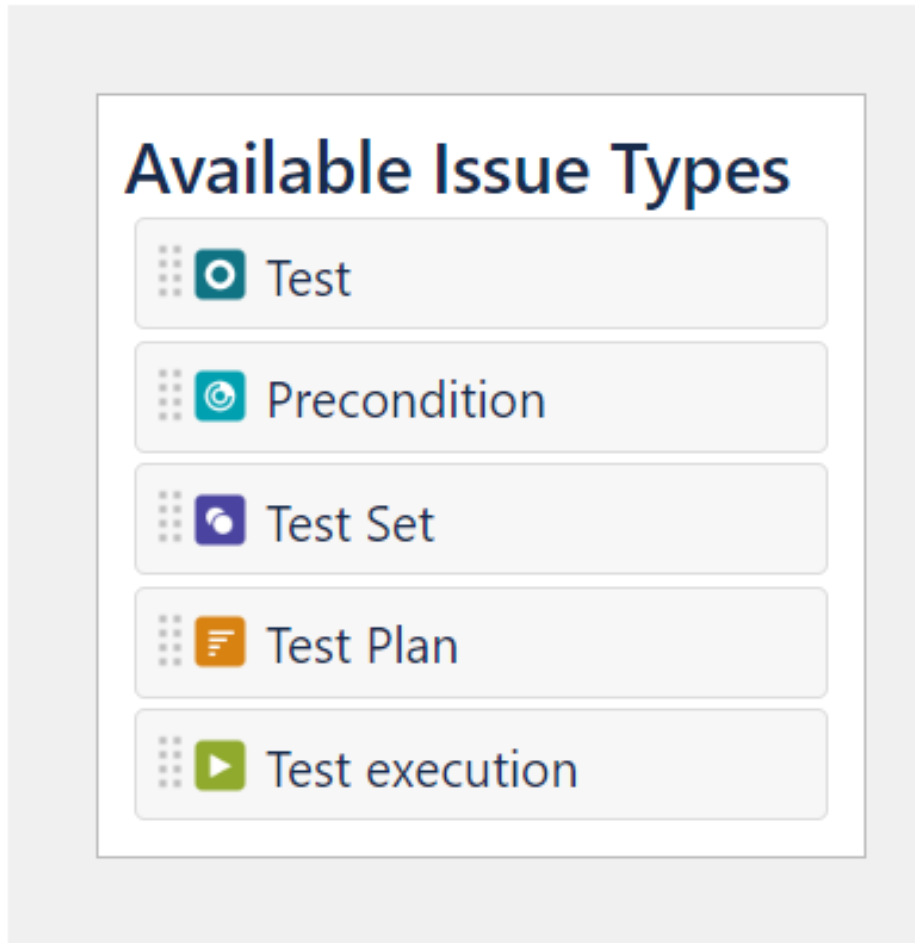 Available Issue Types
Test
Precondition
Test Set
Test Plan
Test execution